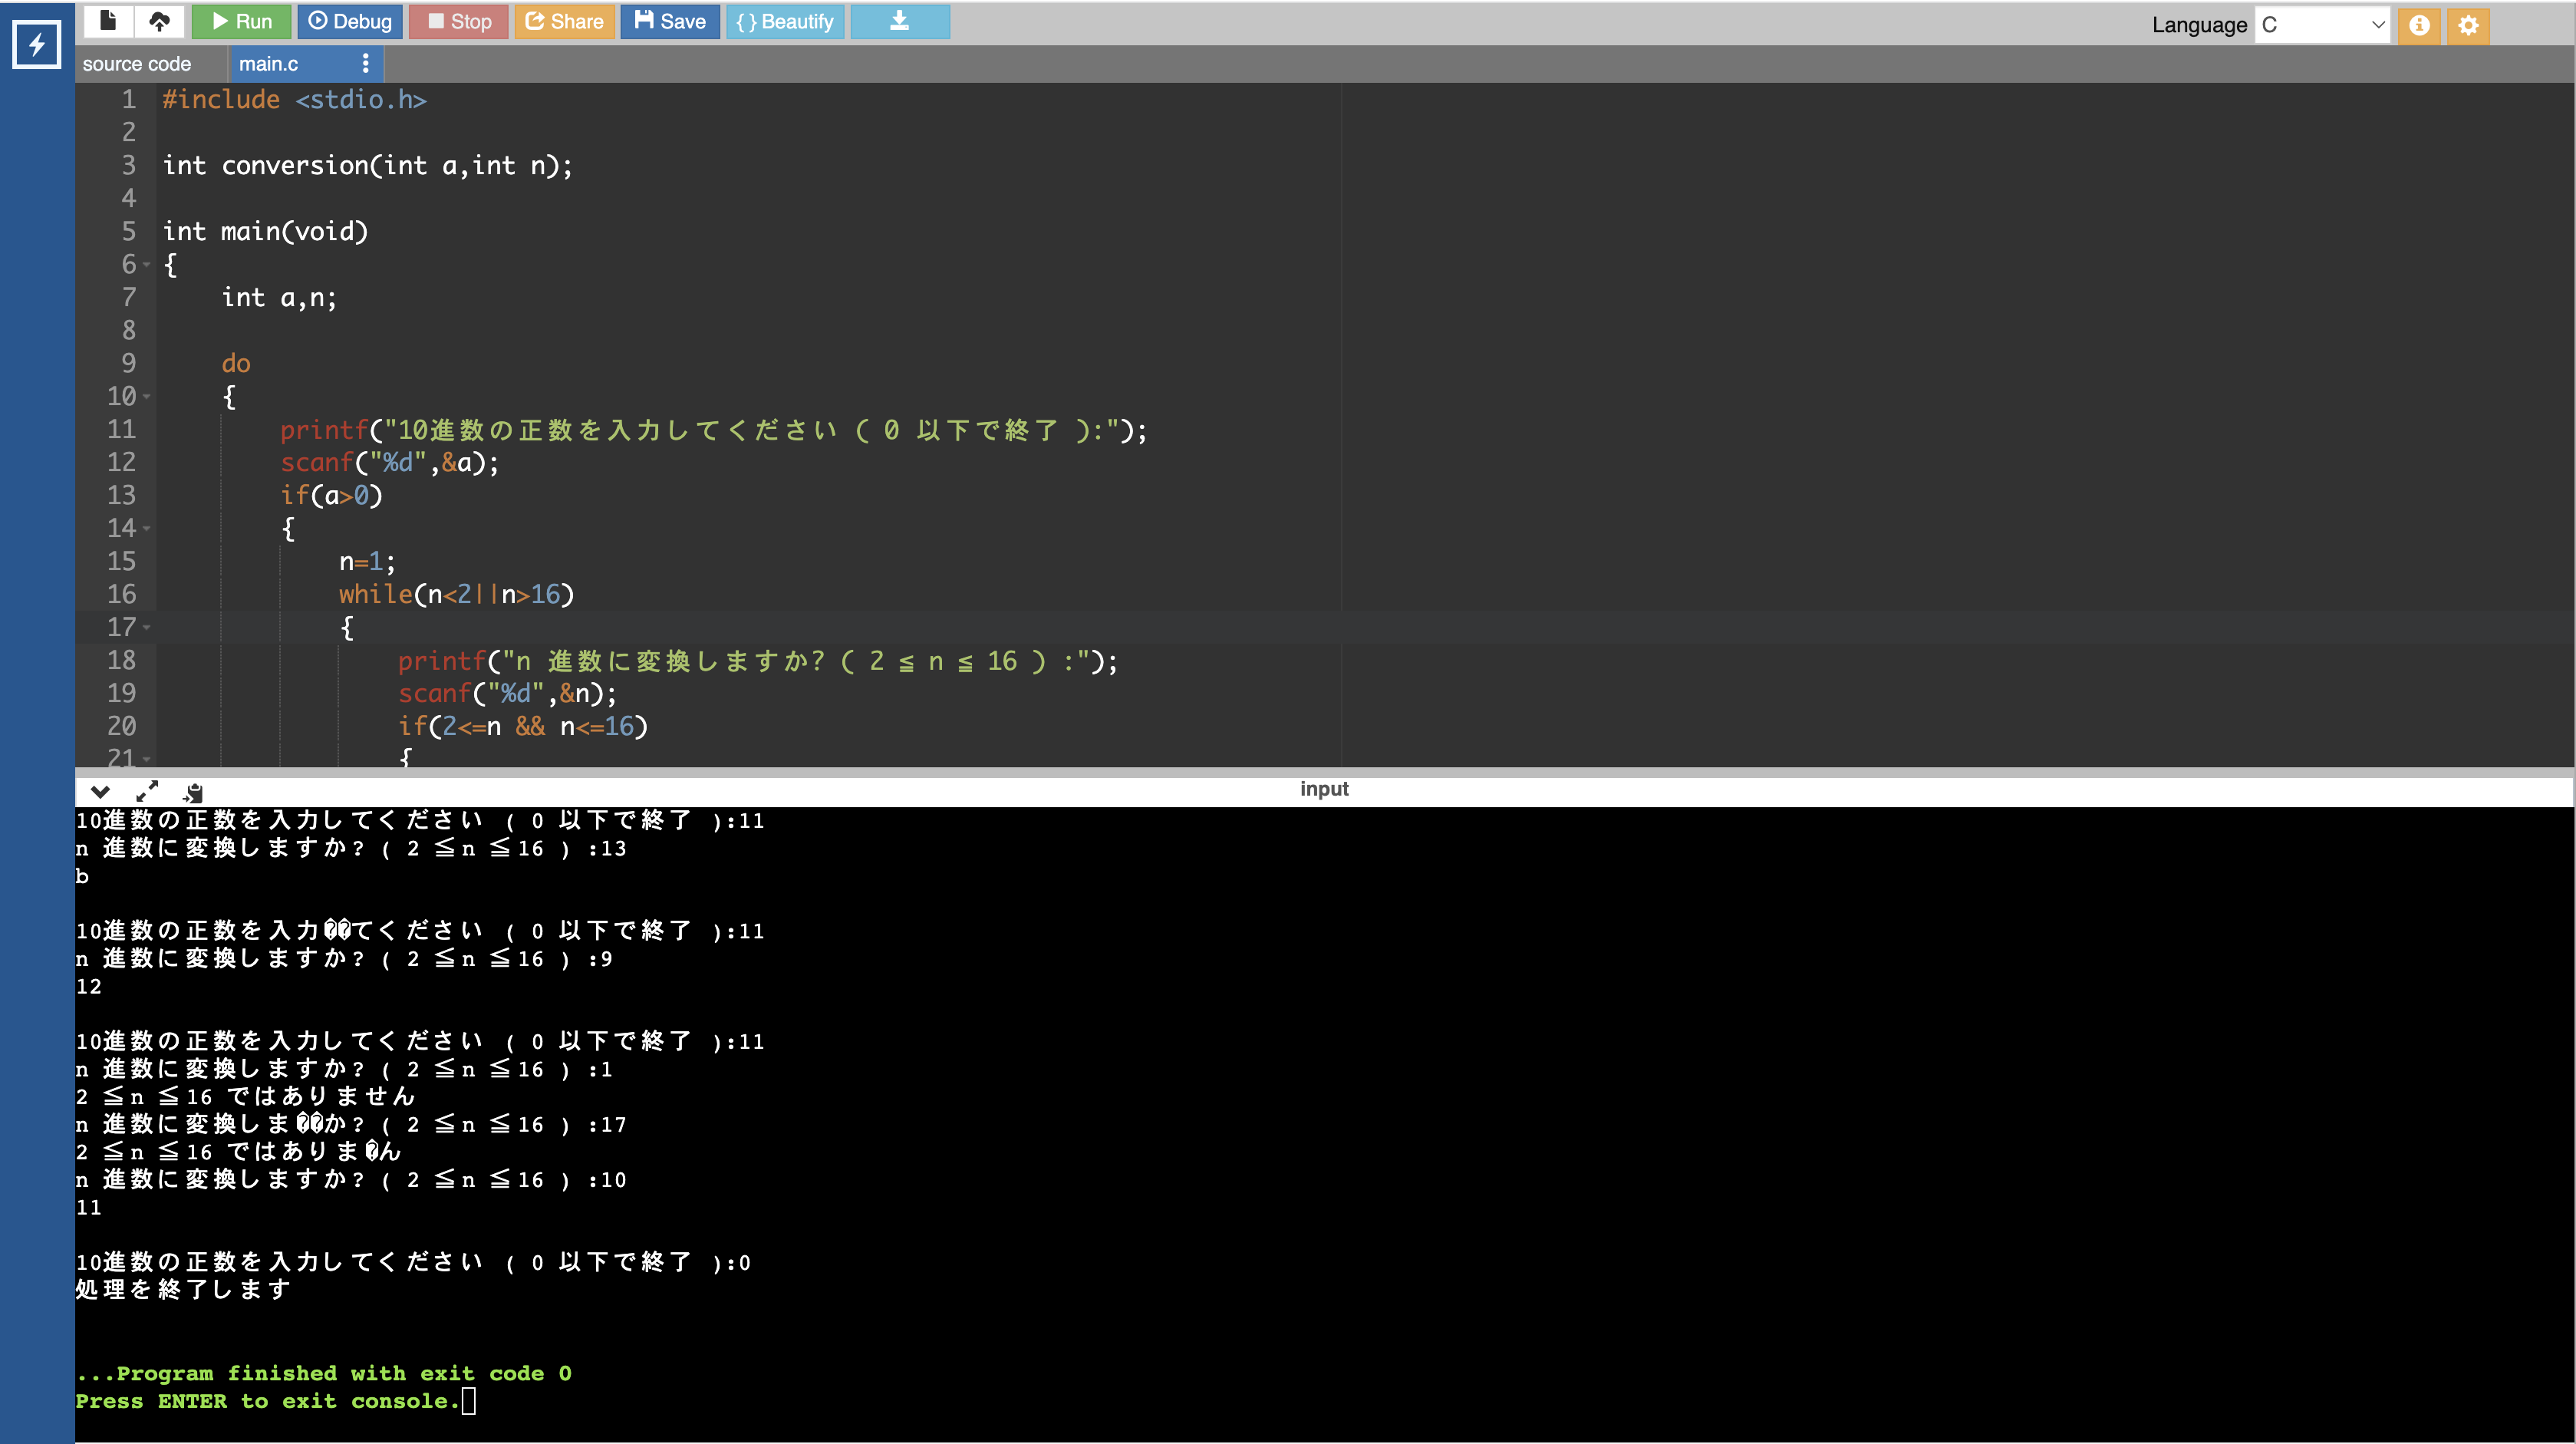 Run Debug Stop Share Save {} Beautify Language C
source code main.c
1 #include <stdio.h>
2
3 int conversion(int a,int n);
4
5 int main(void)
6 {
7 int a,n;
8
9 do
10 {
11 printf("10進数の正数を入力してください ( 0 以下で終了 ):");
12 scanf("%d",&a);
13 if(a>0)
14 {
15 n=1;
16 while(n<2||n>16)
17 {
18 printf("n 進数に変換しますか? ( 2 ≦ n ≦ 16 ) :");
19 scanf("%d",&n);
20 if(2<=n && n<=16)
21 {
input
10進数の正数を入力してください ( 0 以下で終了 ):11
n 進数に変換しますか? ( 2 ≦n ≦16 ) :13
b
10進数の正数を入力��てください ( 0 以下で終了 ):11
n 進数に変換しますか? ( 2 ≦n ≦16 ) :9
12
10進数の正数を入力してください ( 0 以下で終了 ):11
n 進数に変換しますか? ( 2 ≦n ≦16 ) :1
2 ≦n ≦16 ではありません
n 進数に変換しま��か? ( 2 ≦n ≦16 ) :17
2 ≦n ≦16 ではありま�ん
n 進数に変換しますか? ( 2 ≦n ≦16 ) :10
11
10進数の正数を入力してください ( 0 以下で終了 ):0
処理を終了します
...Program finished with exit code 0
Press ENTER to exit console.